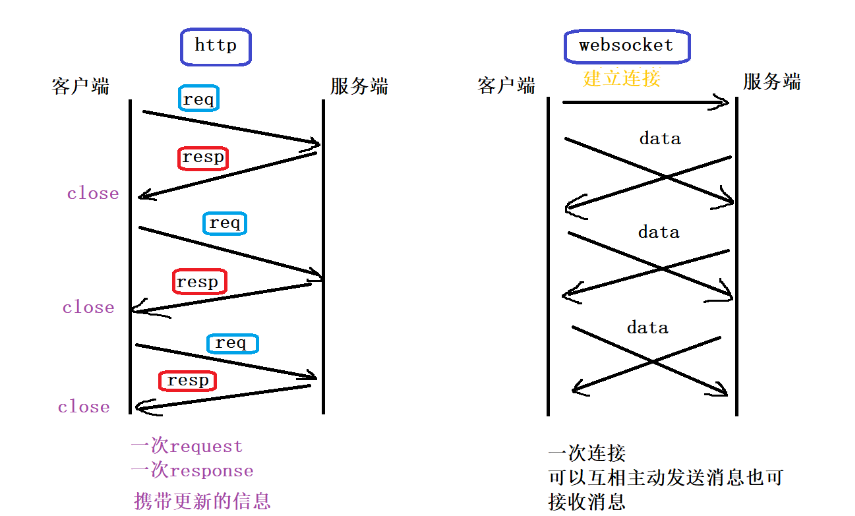 http
客户端
服务端
req
resp
close
req
resp
close
req
resp
close
一次request
一次response
携带更新的信息
websocket
建立连接
客户端
服务端
data
data
data
一次连接
可以互相主动发送消息也可
接收消息